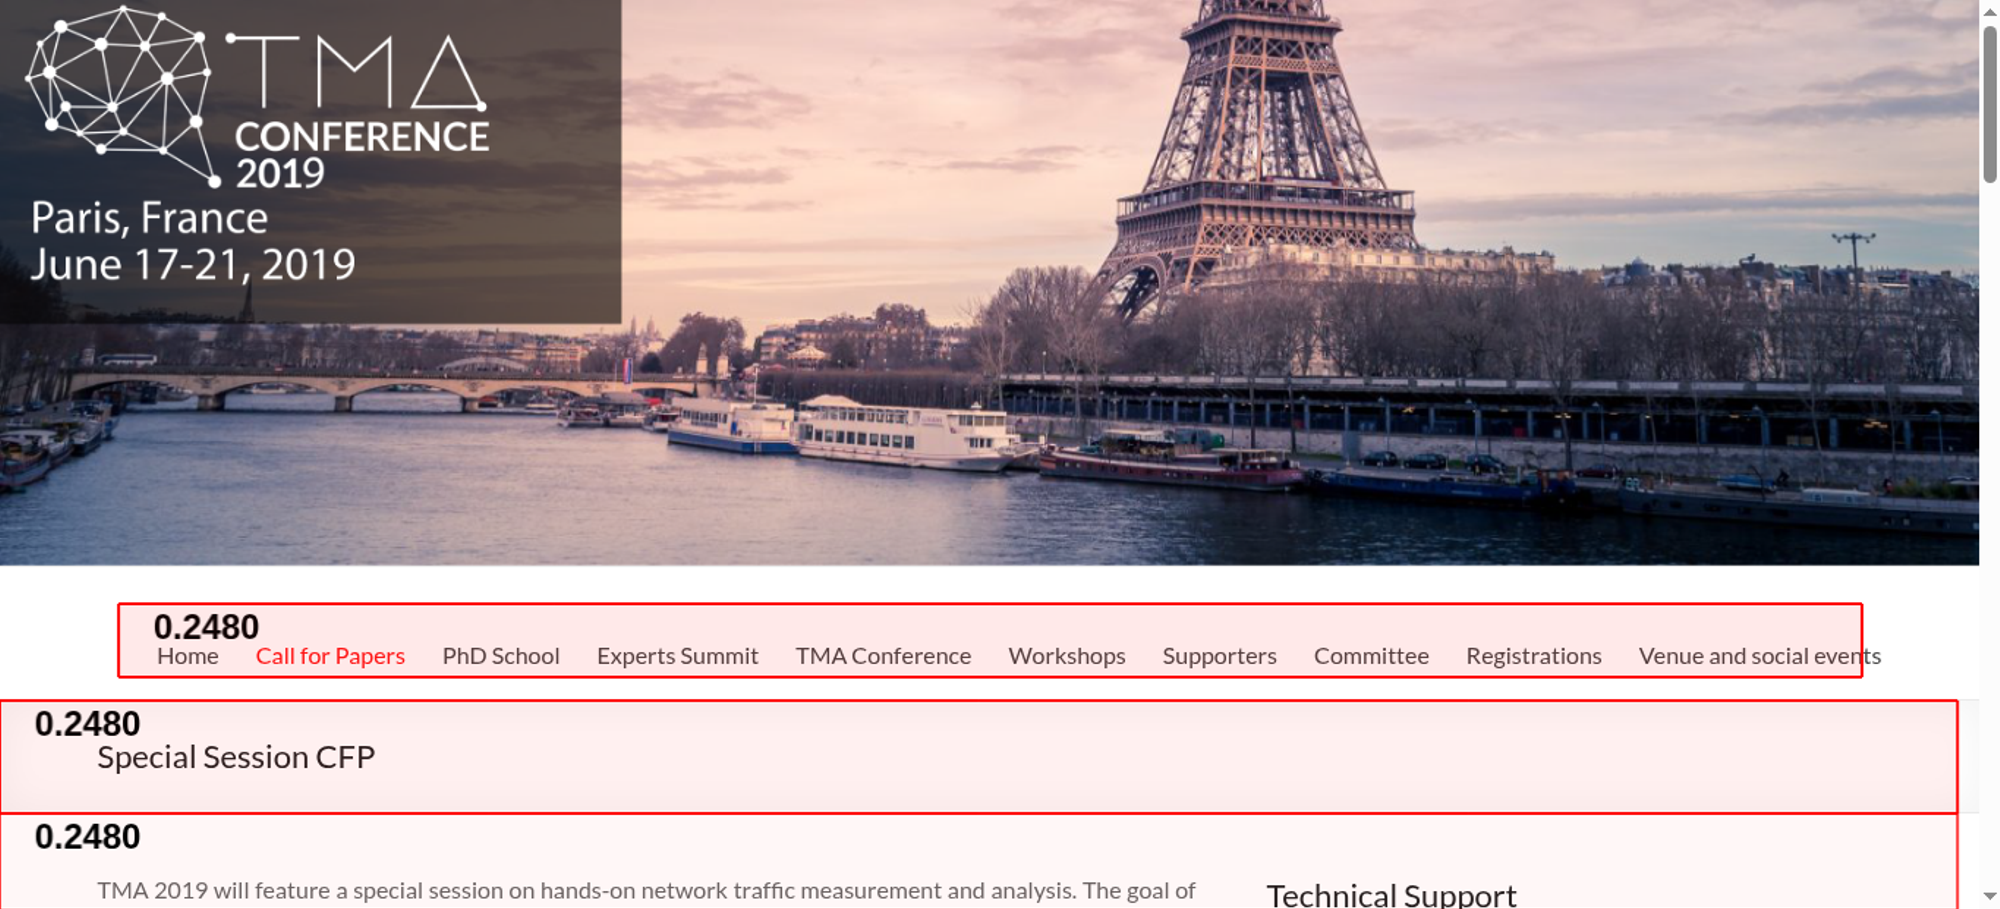 TMA
CONFERENCE
2019
Paris, France
June 17-21, 2019
0.2480
Home Call for Papers PhD School Experts Summit TMA Conference Workshops Supporters Committee Registrations Venue and social events
0.2480
Special Session CFP
0.2480
TMA 2019 will feature a special session on hands-on network traffic measurement and analysis. The goal of
Technical Support